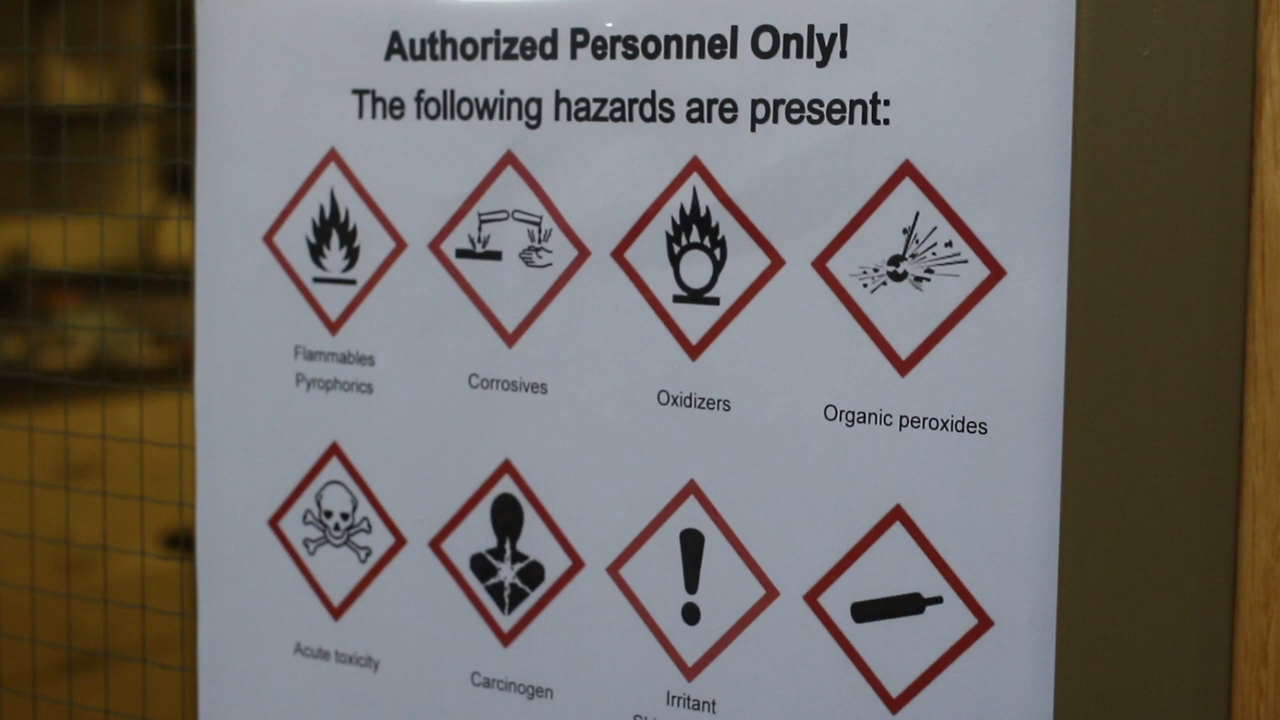 Authorized Personnel Only!
The following hazards are present:
Flammables
Pyrophorics
Corrosives
Oxidizers
Organic peroxides
Acute toxicity
Carcinogen
Irritant